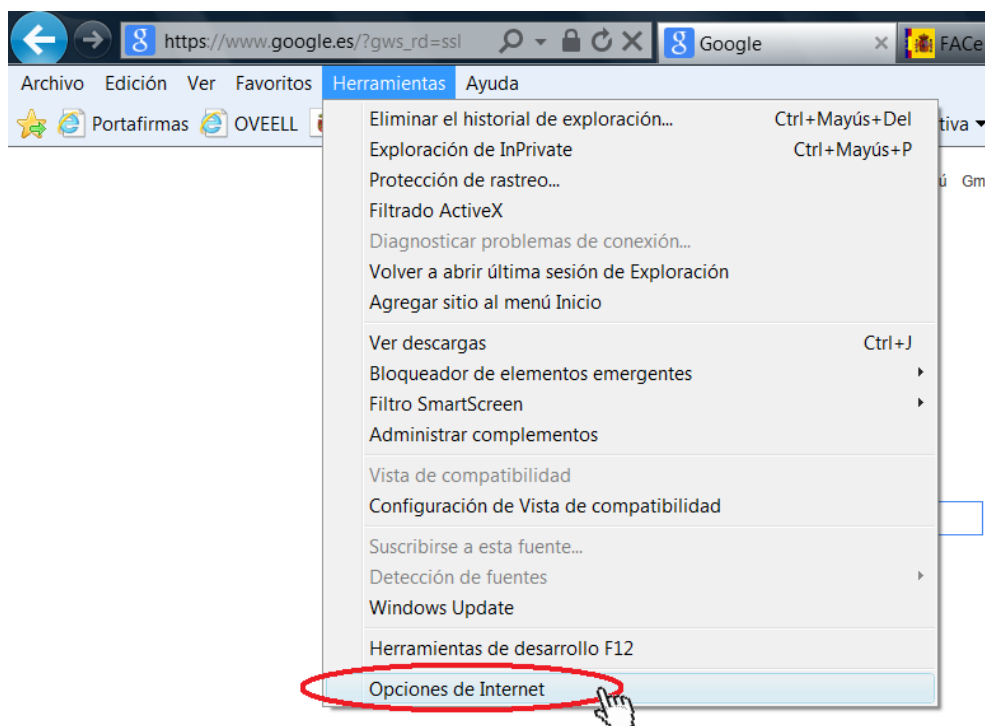 https://www.google.es/?gws_rd=ssl Google FACe
Archivo Edición Ver Favoritos Herramientas Ayuda
Portafirmas OVEELL tiva
Eliminar el historial de exploración... Ctrl+Mayús+Del
Exploración de InPrivate Ctrl+Mayús+P
Protección de rastreo... ú Gm
Filtrado ActiveX
Diagnosticar problemas de conexión...
Volver a abrir última sesión de Exploración
Agregar sitio al menú Inicio
Ver descargas Ctrl+J
Bloqueador de elementos emergentes
Filtro SmartScreen
Administrar complementos
Vista de compatibilidad
Configuración de Vista de compatibilidad
Suscribirse a esta fuente...
Detección de fuentes
Windows Update
Herramientas de desarrollo F12
Opciones de Internet